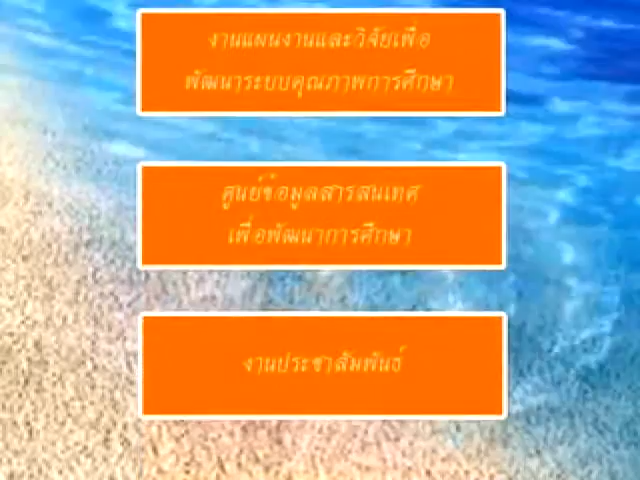 งานแผนงานและวิจัยเพื่อ
พัฒนาระบบคุณภาพการศึกษา
ศูนย์ข้อมูลสารสนเทศ
เพื่อพัฒนาการศึกษา
งานประชาสัมพันธ์